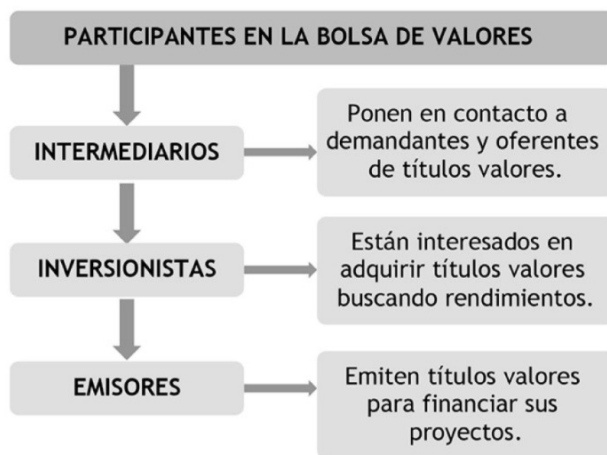 PARTICIPANTES EN LA BOLSA DE VALORES
INTERMEDIARIOS
Ponen en contacto a
demandantes y oferentes
de títulos valores.
INVERSIONISTAS
Están interesados en
adquirir títulos valores
buscando rendimientos.
EMISORES
Emiten títulos valores
para financiar sus
proyectos.